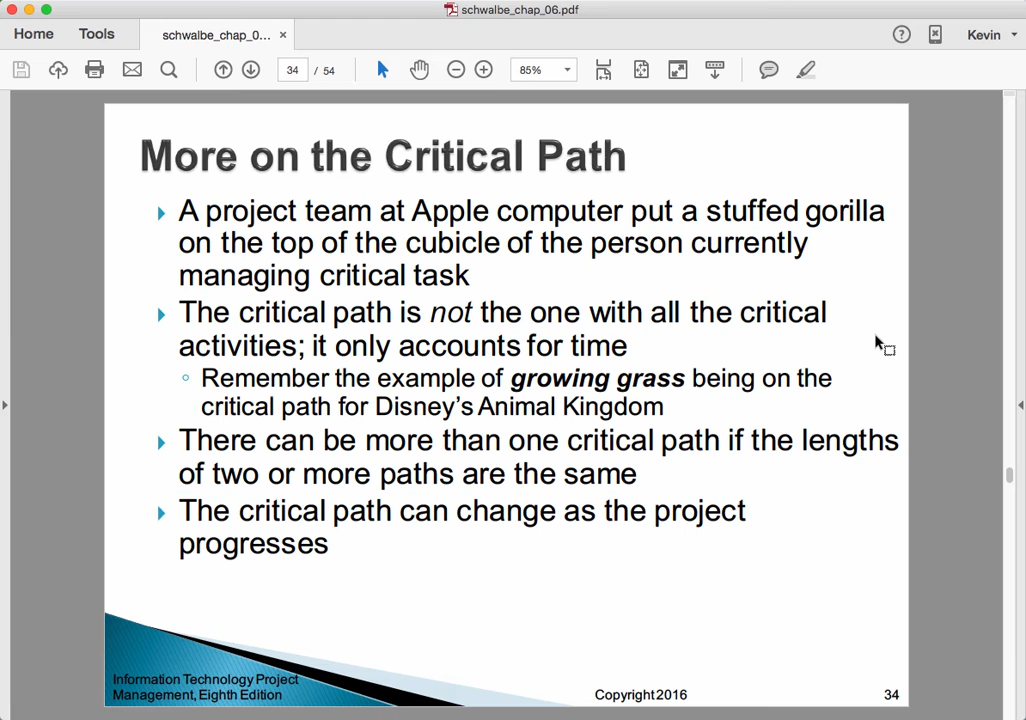 schwalbe_chap_06.pdf
Home Tools schwalbe_chap_0... × ? Kevin
34 / 54 85%
More on the Critical Path
A project team at Apple computer put a stuffed gorilla
on the top of the cubicle of the person currently
managing critical task
The critical path is not the one with all the critical
activities; it only accounts for time
Remember the example of growing grass being on the
critical path for Disney's Animal Kingdom
There can be more than one critical path if the lengths
of two or more paths are the same
The critical path can change as the project
progresses
Information Technology Project
Management, Eighth Edition
Copyright 2016
34